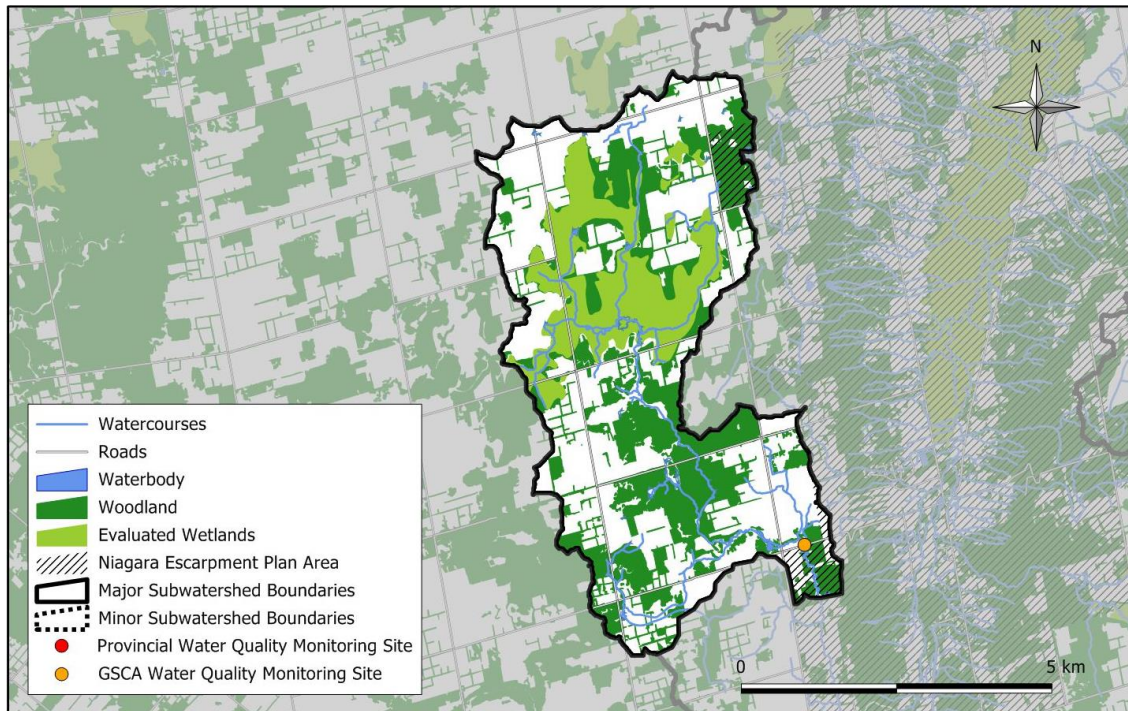 N
Watercourses
Roads
Waterbody
Woodland
Evaluated Wetlands
Niagara Escarpment Plan Area
Major Subwatershed Boundaries
Minor Subwatershed Boundaries
Provincial Water Quality Monitoring Site
GSCA Water Quality Monitoring Site
0 5 km